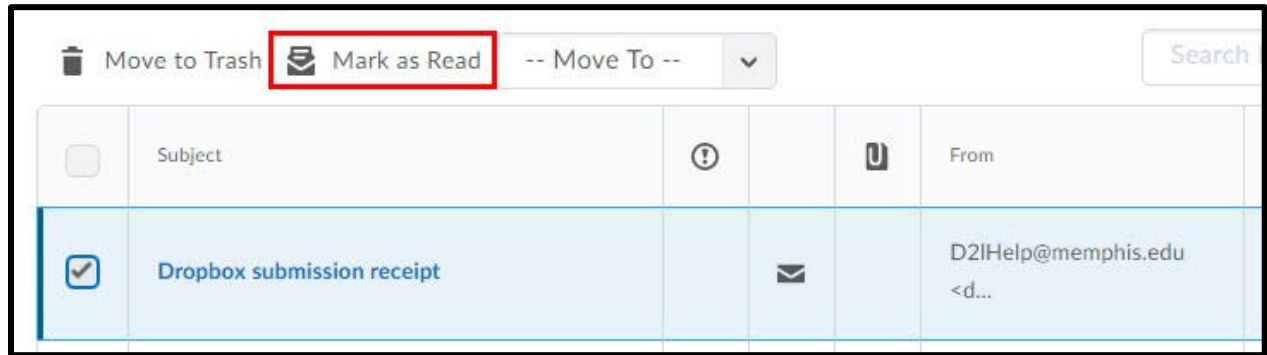 Move to Trash Mark as Read -- Move To -- Search
Subject From
Dropbox submission receipt D2lHelp@memphis.edu
<d...